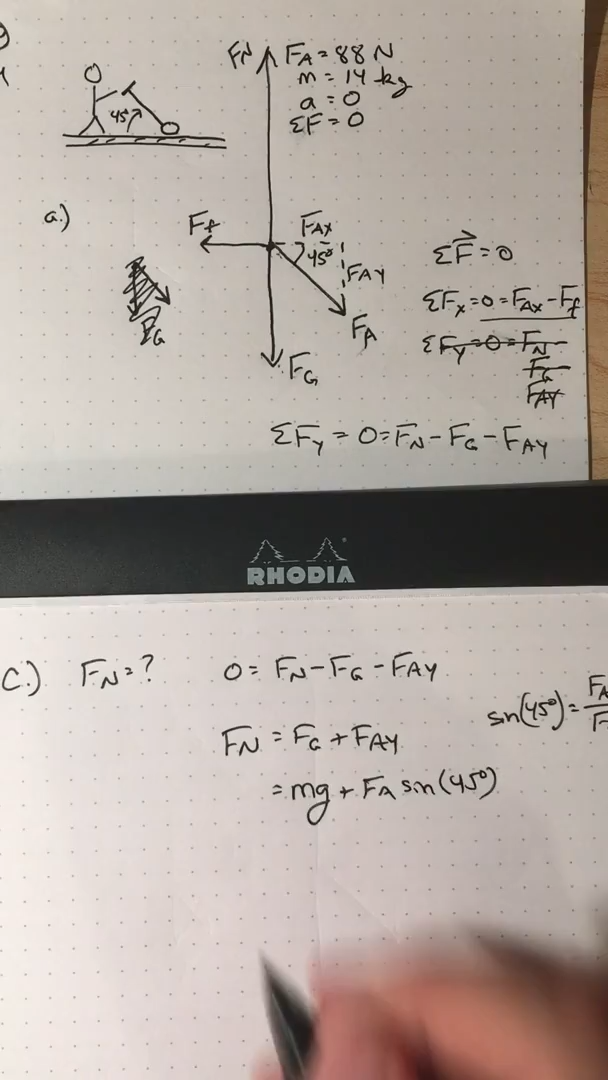 FN
FA = 88 N
m = 14 kg
a = 0
ΣF = 0
45°
a.)
Ff
FAX
45°
FAY
FA
FG
FG
ΣF = 0
ΣFx = 0 = FAx - Ff
ΣFy = 0 = FN -
FG -
FAY
ΣFy = 0 = FN - FG - FAY
RHODIA
C.) FN = ? 0 = FN - FG - FAY
sin(45°) = FA
FN = FG + FAY
= mg + FA sin(45°)